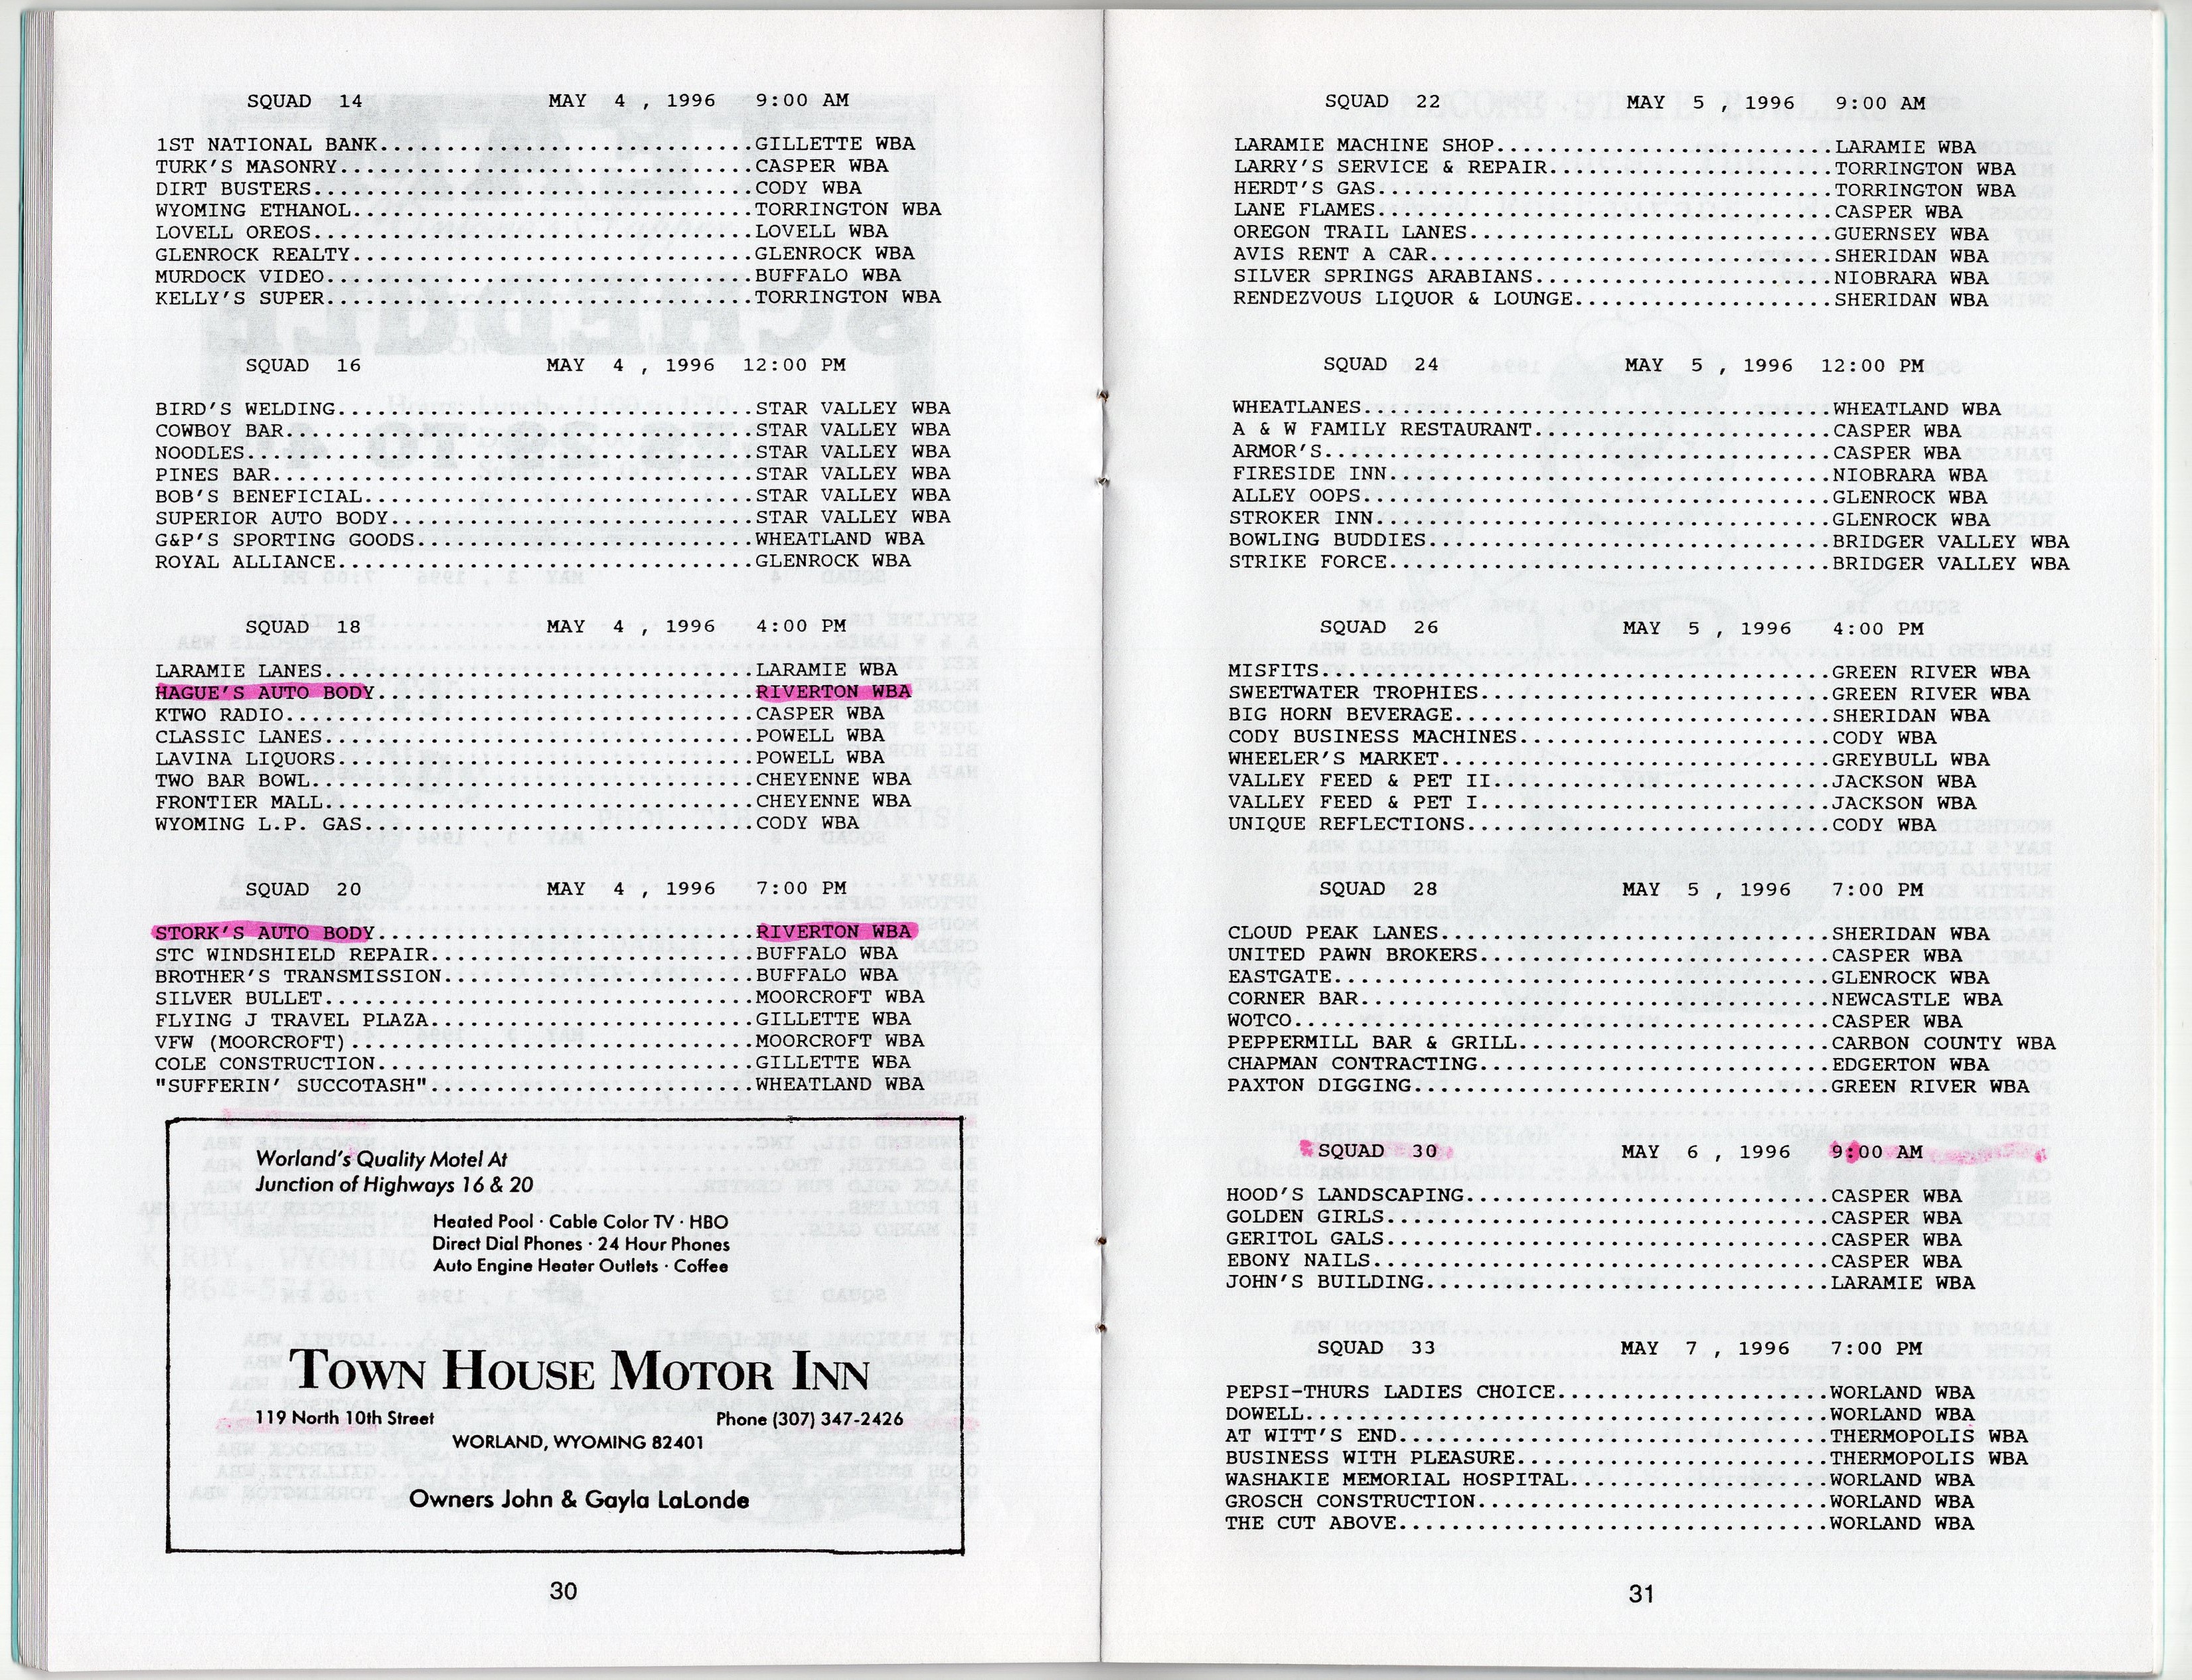 SQUAD 14 MAY 4 , 1996 9:00 AM
1ST NATIONAL BANK.............................GILLETTE WBA
TURK'S MASONRY................................CASPER WBA
DIRT BUSTERS..................................CODY WBA
WYOMING ETHANOL...............................TORRINGTON WBA
LOVELL OREOS..................................LOVELL WBA
GLENROCK REALTY...............................GLENROCK WBA
MURDOCK VIDEO.................................BUFFALO WBA
KELLY'S SUPER.................................TORRINGTON WBA
SQUAD 16 MAY 4 , 1996 12:00 PM
BIRD'S WELDING................................STAR VALLEY WBA
COWBOY BAR....................................STAR VALLEY WBA
NOODLES.......................................STAR VALLEY WBA
PINES BAR.....................................STAR VALLEY WBA
BOB'S BENEFICIAL..............................STAR VALLEY WBA
SUPERIOR AUTO BODY............................STAR VALLEY WBA
G&P'S SPORTING GOODS..........................WHEATLAND WBA
ROYAL ALLIANCE................................GLENROCK WBA
SQUAD 18 MAY 4 , 1996 4:00 PM
LARAMIE LANES.................................LARAMIE WBA
HAGUE'S AUTO BODY.............................RIVERTON WBA
KTWO RADIO....................................CASPER WBA
CLASSIC LANES.................................POWELL WBA
LAVINA LIQUORS................................POWELL WBA
TWO BAR BOWL..................................CHEYENNE WBA
FRONTIER MALL.................................CHEYENNE WBA
WYOMING L.P. GAS..............................CODY WBA
SQUAD 20 MAY 4 , 1996 7:00 PM
STORK'S AUTO BODY.............................RIVERTON WBA
STC WINDSHIELD REPAIR.........................BUFFALO WBA
BROTHER'S TRANSMISSION........................BUFFALO WBA
SILVER BULLET.................................MOORCROFT WBA
FLYING J TRAVEL PLAZA.........................GILLETTE WBA
VFW (MOORCROFT)...............................MOORCROFT WBA
COLE CONSTRUCTION.............................GILLETTE WBA
"SUFFERIN' SUCCOTASH".........................WHEATLAND WBA
Worland's Quality Motel At
Junction of Highways 16 & 20
Heated Pool · Cable Color TV · HBO
Direct Dial Phones · 24 Hour Phones
Auto Engine Heater Outlets · Coffee
TOWN HOUSE MOTOR INN
119 North 10th Street Phone (307) 347-2426
WORLAND, WYOMING 82401
Owners John & Gayla LaLonde
30
SQUAD 22 MAY 5 , 1996 9:00 AM
LARAMIE MACHINE SHOP..........................LARAMIE WBA
LARRY'S SERVICE & REPAIR......................TORRINGTON WBA
HERDT'S GAS...................................TORRINGTON WBA
LANE FLAMES...................................CASPER WBA
OREGON TRAIL LANES............................GUERNSEY WBA
AVIS RENT A CAR...............................SHERIDAN WBA
SILVER SPRINGS ARABIANS.......................NIOBRARA WBA
RENDEZVOUS LIQUOR & LOUNGE....................SHERIDAN WBA
SQUAD 24 MAY 5 , 1996 12:00 PM
WHEATLANES....................................WHEATLAND WBA
A & W FAMILY RESTAURANT.......................CASPER WBA
ARMOR'S.......................................CASPER WBA
FIRESIDE INN..................................NIOBRARA WBA
ALLEY OOPS....................................GLENROCK WBA
STROKER INN...................................GLENROCK WBA
BOWLING BUDDIES...............................BRIDGER VALLEY WBA
STRIKE FORCE..................................BRIDGER VALLEY WBA
SQUAD 26 MAY 5 , 1996 4:00 PM
MISFITS.......................................GREEN RIVER WBA
SWEETWATER TROPHIES...........................GREEN RIVER WBA
BIG HORN BEVERAGE.............................SHERIDAN WBA
CODY BUSINESS MACHINES........................CODY WBA
WHEELER'S MARKET..............................GREYBULL WBA
VALLEY FEED & PET II..........................JACKSON WBA
VALLEY FEED & PET I...........................JACKSON WBA
UNIQUE REFLECTIONS............................CODY WBA
SQUAD 28 MAY 5 , 1996 7:00 PM
CLOUD PEAK LANES..............................SHERIDAN WBA
UNITED PAWN BROKERS...........................CASPER WBA
EASTGATE......................................GLENROCK WBA
CORNER BAR....................................NEWCASTLE WBA
WOTCO.........................................CASPER WBA
PEPPERMILL BAR & GRILL........................CARBON COUNTY WBA
CHAPMAN CONTRACTING...........................EDGERTON WBA
PAXTON DIGGING................................GREEN RIVER WBA
SQUAD 30 MAY 6 , 1996 9:00 AM
HOOD'S LANDSCAPING............................CASPER WBA
GOLDEN GIRLS..................................CASPER WBA
GERITOL GALS..................................CASPER WBA
EBONY NAILS...................................CASPER WBA
JOHN'S BUILDING...............................LARAMIE WBA
SQUAD 33 MAY 7 , 1996 7:00 PM
PEPSI-THURS LADIES CHOICE.....................WORLAND WBA
DOWELL........................................WORLAND WBA
AT WITT'S END.................................THERMOPOLIS WBA
BUSINESS WITH PLEASURE........................THERMOPOLIS WBA
WASHAKIE MEMORIAL HOSPITAL....................WORLAND WBA
GROSCH CONSTRUCTION...........................WORLAND WBA
THE CUT ABOVE.................................WORLAND WBA
31